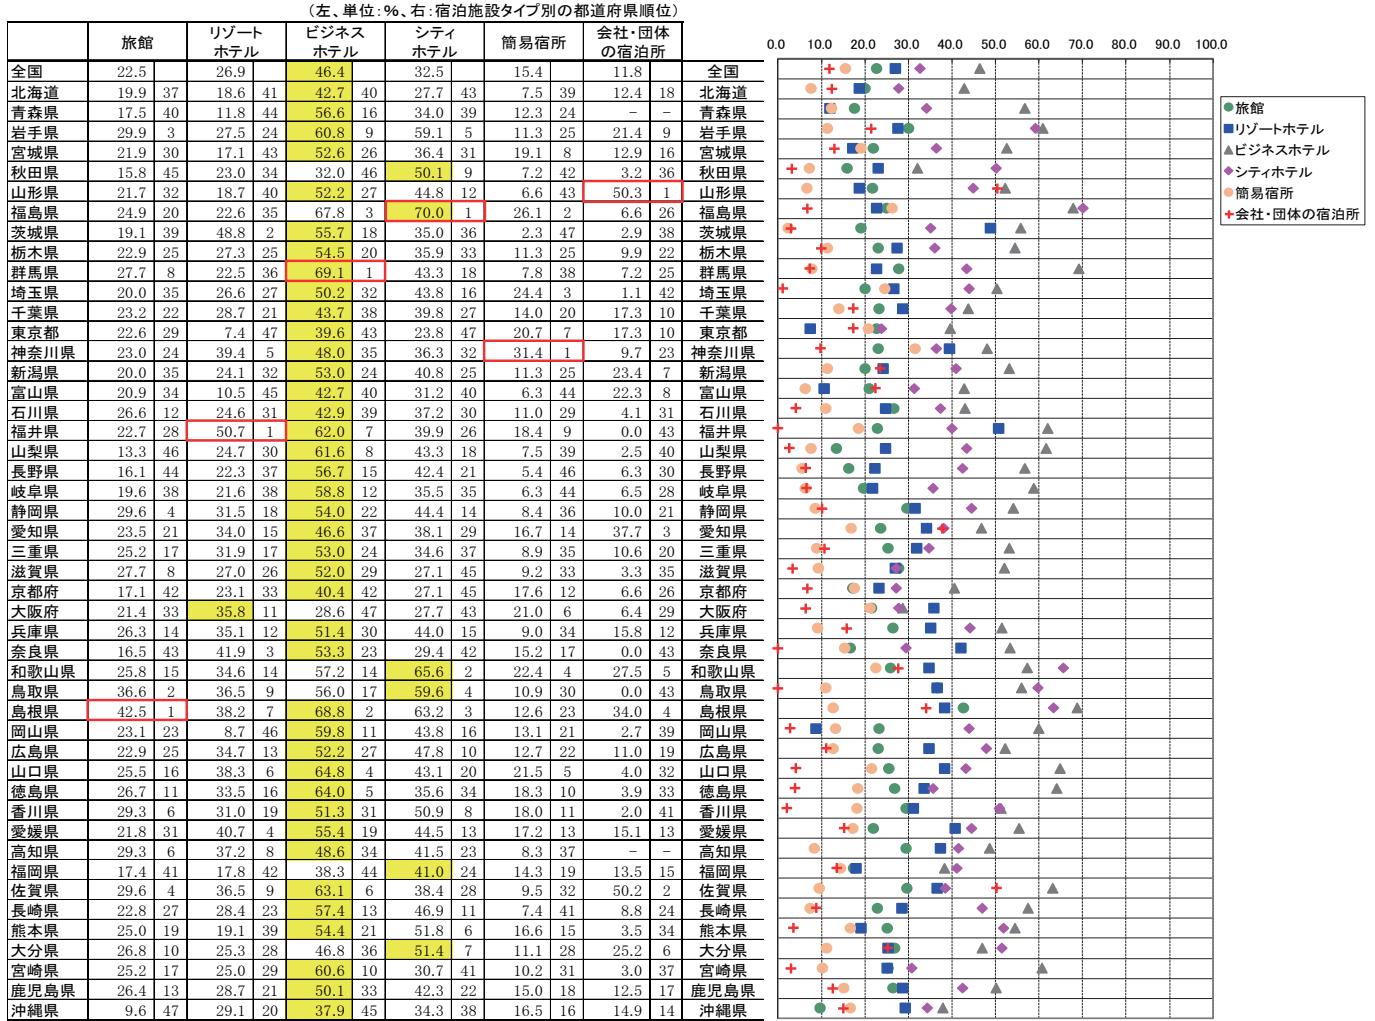 （左、単位：％、右：宿泊施設タイプ別の都道府県順位）
旅館 リゾートホテル ビジネスホテル シティホテル 簡易宿所 会社・団体の宿泊所
0.0 10.0 20.0 30.0 40.0 50.0 60.0 70.0 80.0 90.0 100.0
全国 22.5 26.9 46.4 32.5 15.4 11.8 全国
北海道 19.9 37 18.6 41 42.7 40 27.7 43 7.5 39 12.4 18 北海道
青森県 17.5 40 11.8 44 56.6 16 34.0 39 12.3 24 － － 青森県
岩手県 29.9 3 27.5 24 60.8 9 59.1 5 11.3 25 21.4 9 岩手県
宮城県 21.9 30 17.1 43 52.6 26 36.4 31 19.1 8 12.9 16 宮城県
秋田県 15.8 45 23.0 34 32.0 46 50.1 9 7.2 42 3.2 36 秋田県
山形県 21.7 32 18.7 40 52.2 27 44.8 12 6.6 43 50.3 1 山形県
福島県 24.9 20 22.6 35 67.8 3 70.0 1 26.1 2 6.6 26 福島県
茨城県 19.1 39 48.8 2 55.7 18 35.0 36 2.3 47 2.9 38 茨城県
栃木県 22.9 25 27.3 25 54.5 20 35.9 33 11.3 25 9.9 22 栃木県
群馬県 27.7 8 22.5 36 69.1 1 43.3 18 7.8 38 7.2 25 群馬県
埼玉県 20.0 35 26.6 27 50.2 32 43.8 16 24.4 3 1.1 42 埼玉県
千葉県 23.2 22 28.7 21 43.7 38 39.8 27 14.0 20 17.3 10 千葉県
東京都 22.6 29 7.4 47 39.6 43 23.8 47 20.7 7 17.3 10 東京都
神奈川県 23.0 24 39.4 5 48.0 35 36.3 32 31.4 1 9.7 23 神奈川県
新潟県 20.0 35 24.1 32 53.0 24 40.8 25 11.3 25 23.4 7 新潟県
富山県 20.9 34 10.5 45 42.7 40 31.2 40 6.3 44 22.3 8 富山県
石川県 26.6 12 24.6 31 42.9 39 37.2 30 11.0 29 4.1 31 石川県
福井県 22.7 28 50.7 1 62.0 7 39.9 26 18.4 9 0.0 43 福井県
山梨県 13.3 46 24.7 30 61.6 8 43.3 18 7.5 39 2.5 40 山梨県
長野県 16.1 44 22.3 37 56.7 15 42.4 21 5.4 46 6.3 30 長野県
岐阜県 19.6 38 21.6 38 58.8 12 35.5 35 6.3 44 6.5 28 岐阜県
静岡県 29.6 4 31.5 18 54.0 22 44.4 14 8.4 36 10.0 21 静岡県
愛知県 23.5 21 34.0 15 46.6 37 38.1 29 16.7 14 37.7 3 愛知県
三重県 25.2 17 31.9 17 53.0 24 34.6 37 8.9 35 10.6 20 三重県
滋賀県 27.7 8 27.0 26 52.0 29 27.1 45 9.2 33 3.3 35 滋賀県
京都府 17.1 42 23.1 33 40.4 42 27.1 45 17.6 12 6.6 26 京都府
大阪府 21.4 33 35.8 11 28.6 47 27.7 43 21.0 6 6.4 29 大阪府
兵庫県 26.3 14 35.1 12 51.4 30 44.0 15 9.0 34 15.8 12 兵庫県
奈良県 16.5 43 41.9 3 53.3 23 29.4 42 15.2 17 0.0 43 奈良県
和歌山県 25.8 15 34.6 14 57.2 14 65.6 2 22.4 4 27.5 5 和歌山県
鳥取県 36.6 2 36.5 9 56.0 17 59.6 4 10.9 30 0.0 43 鳥取県
島根県 42.5 1 38.2 7 68.8 2 63.2 3 12.6 23 34.0 4 島根県
岡山県 23.1 23 8.7 46 59.8 11 43.8 16 13.1 21 2.7 39 岡山県
広島県 22.9 25 34.7 13 52.2 27 47.8 10 12.7 22 11.0 19 広島県
山口県 25.5 16 38.3 6 64.8 4 43.1 20 21.5 5 4.0 32 山口県
徳島県 26.7 11 33.5 16 64.0 5 35.6 34 18.3 10 3.9 33 徳島県
香川県 29.3 6 31.0 19 51.3 31 50.9 8 18.0 11 2.0 41 香川県
愛媛県 21.8 31 40.7 4 55.4 19 44.5 13 17.2 13 15.1 13 愛媛県
高知県 29.3 6 37.2 8 48.6 34 41.5 23 8.3 37 － － 高知県
福岡県 17.4 41 17.8 42 38.3 44 41.0 24 14.3 19 13.5 15 福岡県
佐賀県 29.6 4 36.5 9 63.1 6 38.4 28 9.5 32 50.2 2 佐賀県
長崎県 22.8 27 28.4 23 57.4 13 46.9 11 7.4 41 8.8 24 長崎県
熊本県 25.0 19 19.1 39 54.4 21 51.8 6 16.6 15 3.5 34 熊本県
大分県 26.8 10 25.3 28 46.8 36 51.4 7 11.1 28 25.2 6 大分県
宮崎県 25.2 17 25.0 29 60.6 10 30.7 41 10.2 31 3.0 37 宮崎県
鹿児島県 26.4 13 28.7 21 50.1 33 42.3 22 15.0 18 12.5 17 鹿児島県
沖縄県 9.6 47 29.1 20 37.9 45 34.3 38 16.5 16 14.9 14 沖縄県
旅館
リゾートホテル
ビジネスホテル
シティホテル
簡易宿所
会社・団体の宿泊所